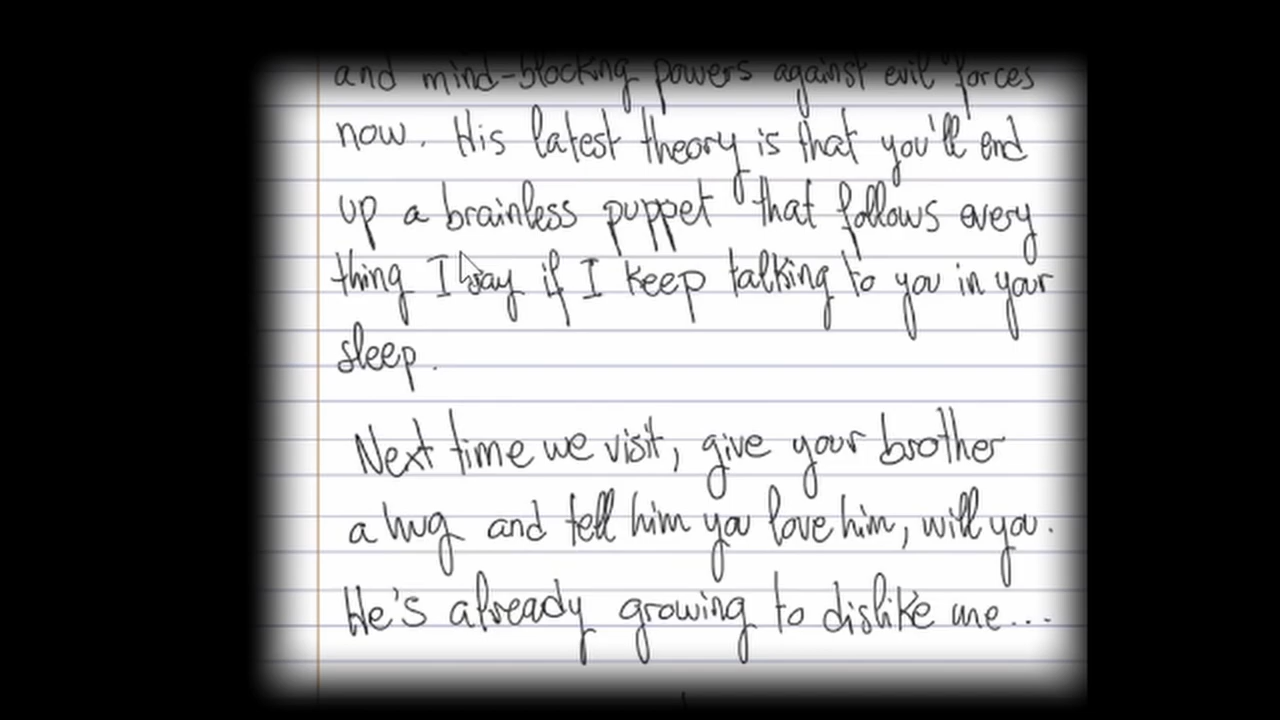 and mind-blocking powers against evil forces
now. His latest theory is that you'll end
up a brainless puppet that follows every
thing I say if I keep talking to you in your
sleep.
Next time we visit, give your brother
a hug and tell him you love him, will you.
He's already growing to dislike me...